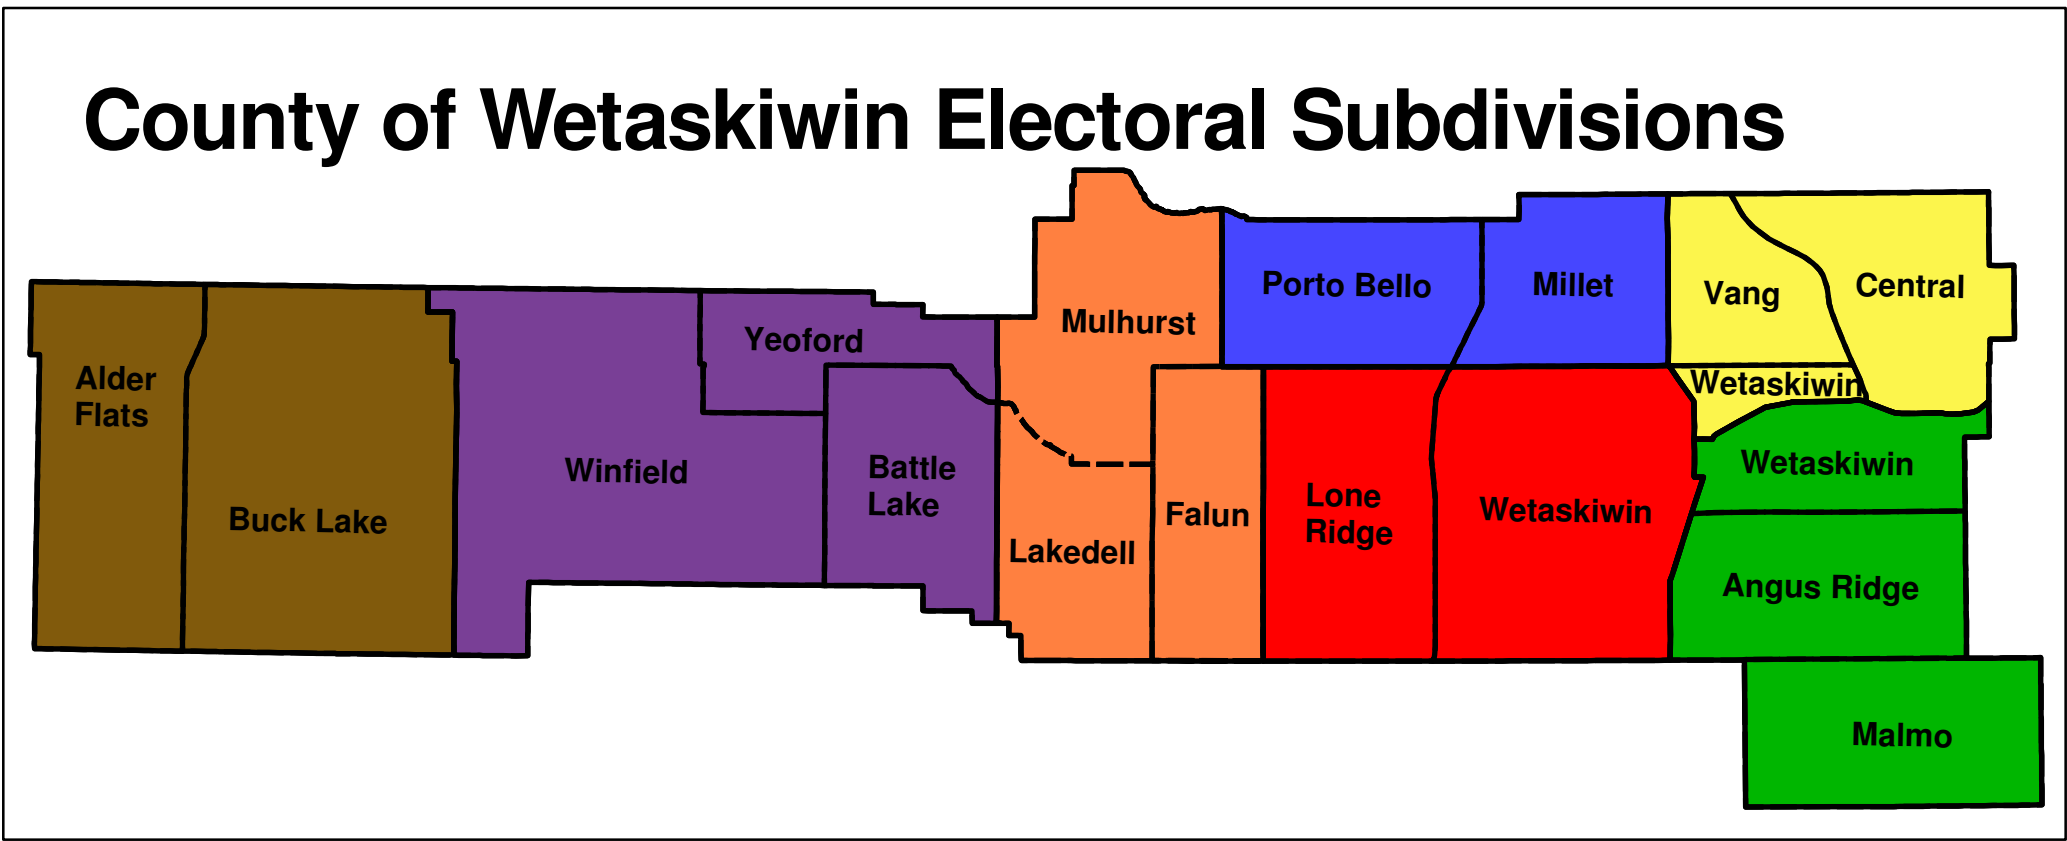 County of Wetaskiwin Electoral Subdivisions
Alder
Flats
Buck Lake
Winfield
Yeoford
Battle
Lake
Mulhurst
Lakedell
Falun
Porto Bello
Millet
Lone
Ridge
Wetaskiwin
Vang
Central
Wetaskiwin
Wetaskiwin
Angus Ridge
Malmo